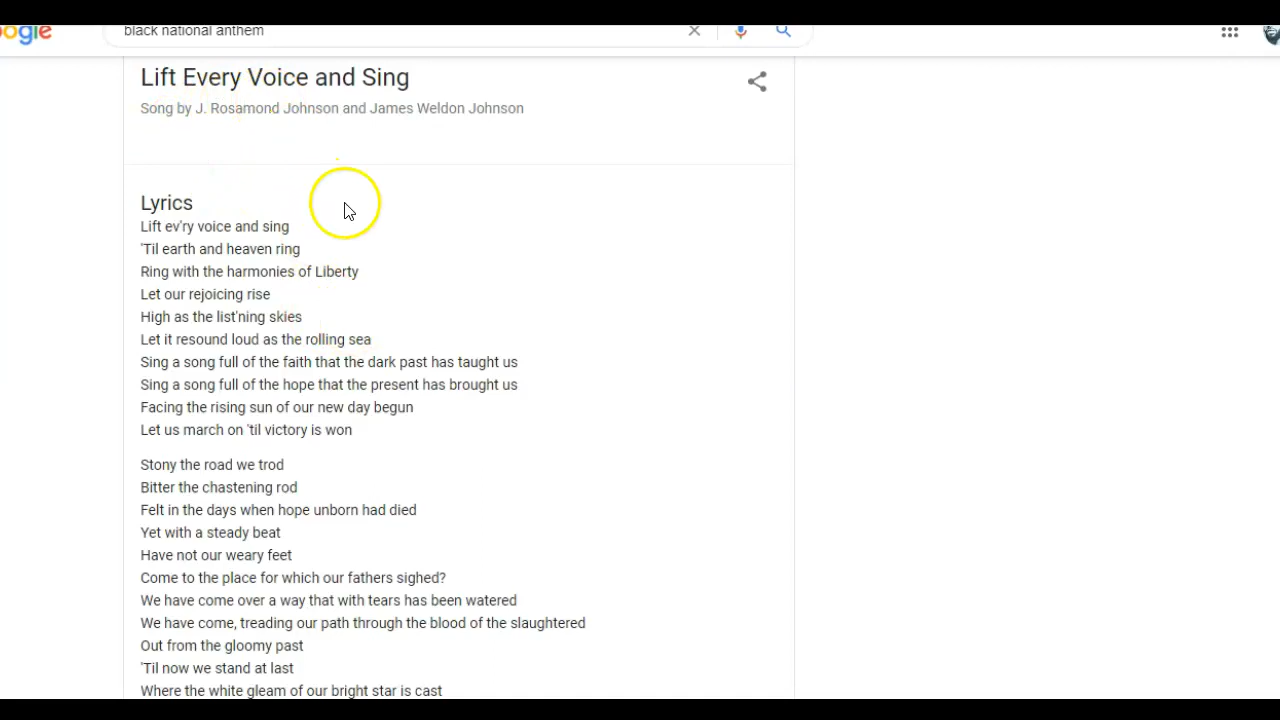 black national anthem
Lift Every Voice and Sing
Song by J. Rosamond Johnson and James Weldon Johnson
Lyrics
Lift ev'ry voice and sing
'Til earth and heaven ring
Ring with the harmonies of Liberty
Let our rejoicing rise
High as the list'ning skies
Let it resound loud as the rolling sea
Sing a song full of the faith that the dark past has taught us
Sing a song full of the hope that the present has brought us
Facing the rising sun of our new day begun
Let us march on 'til victory is won
Stony the road we trod
Bitter the chastening rod
Felt in the days when hope unborn had died
Yet with a steady beat
Have not our weary feet
Come to the place for which our fathers sighed?
We have come over a way that with tears has been watered
We have come, treading our path through the blood of the slaughtered
Out from the gloomy past
'Til now we stand at last
Where the white gleam of our bright star is cast